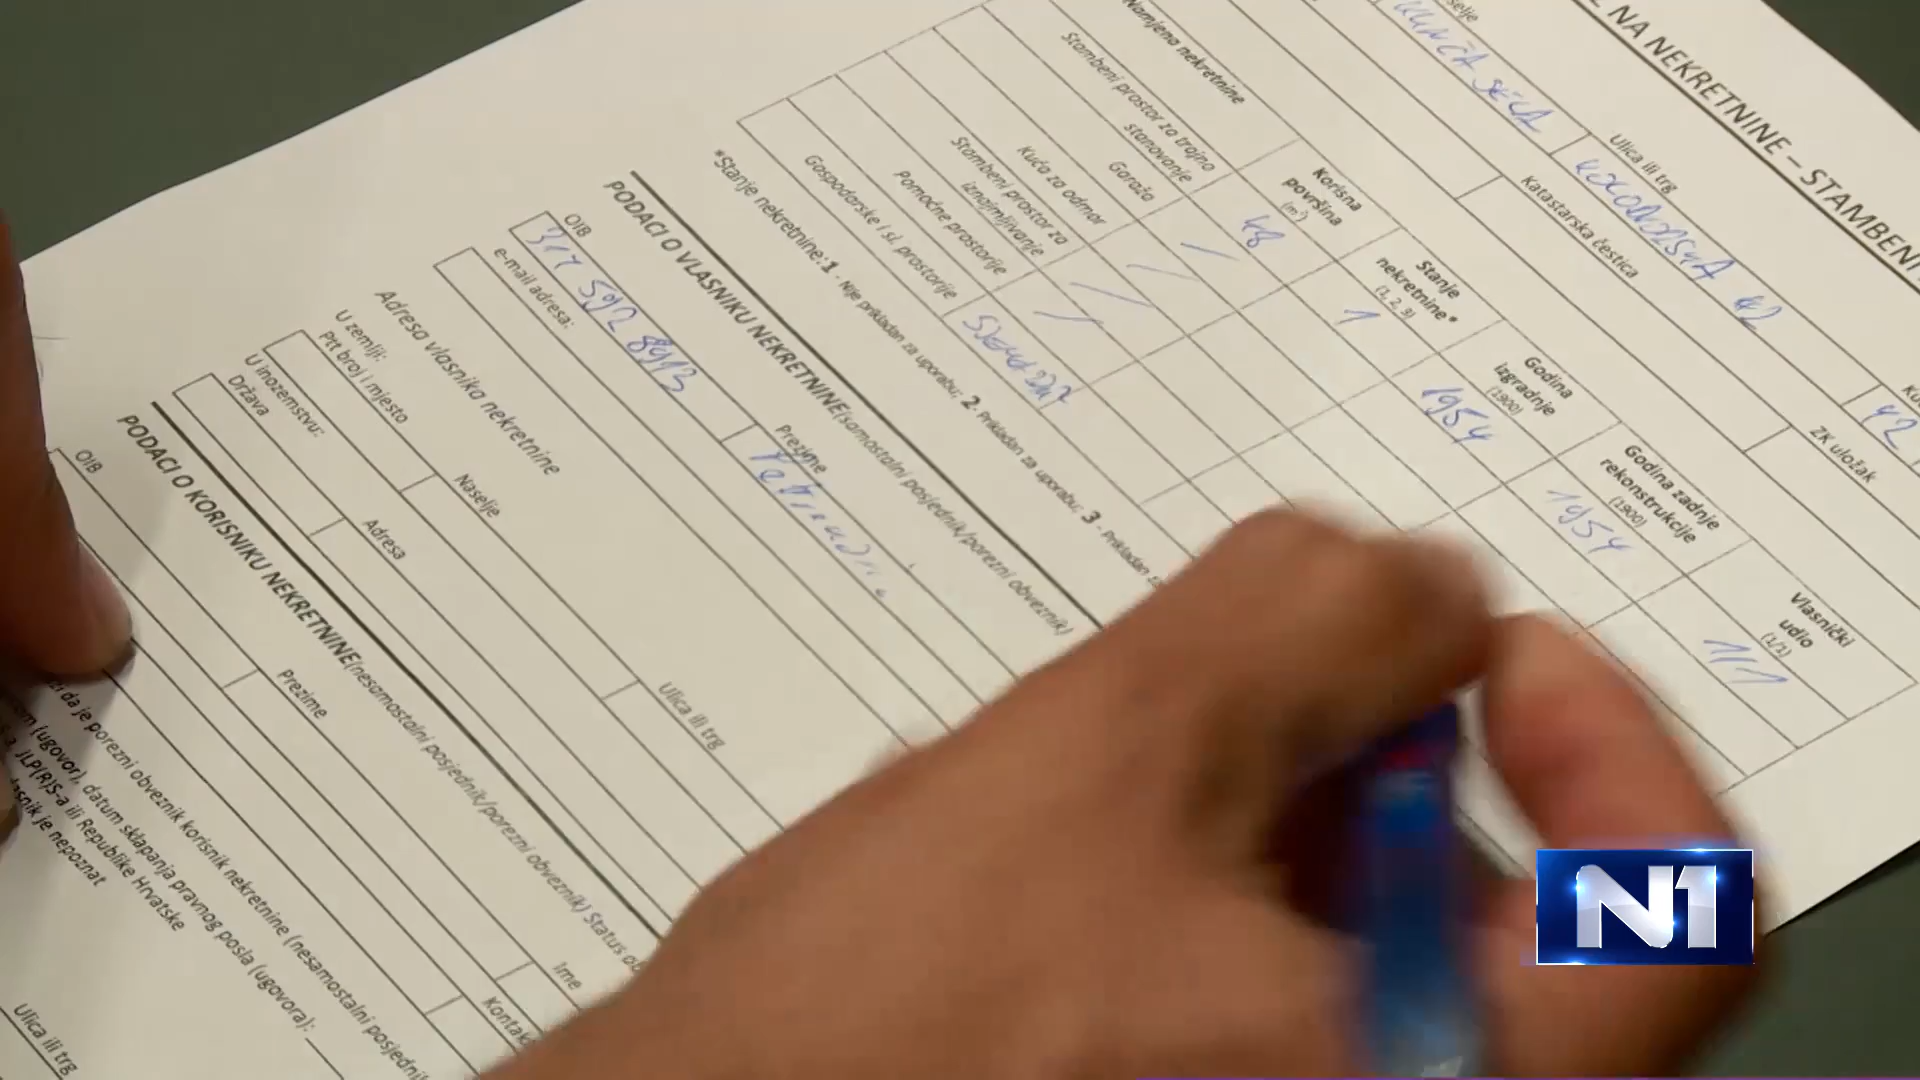 NA NEKRETNINE – STAMBENI
Ulica ili trg
42
Katastarska čestica
ZK uložak
42
Namjena nekretnine
Korisna površina (m²)
Stanje nekretnine* (1, 2, 3)
Godina izgradnje (1900)
Godina zadnje rekonstrukcije (1900)
Vlasnički udio (1/1)
Stambeni prostor za trajno stanovanje
48
1
1954
1954
1/1
Garaža
Kuća za odmor
Stambeni prostor za iznajmljivanje
Pomoćne prostorije
Gospodarske i sl. prostorije
*Stanje nekretnine: 1 - Nije prikladan za uporabu; 2 - Prikladan za uporabu; 3 - Prikladan
PODACI O VLASNIKU NEKRETNINE (samostalni posjednik/porezni obveznik)
OIB
Prezime
e-mail adresa:
Adresa vlasnika nekretnine
U zemlji:
Ptt broj i mjesto
Naselje
Ulica ili trg
U inozemstvu:
Država
Adresa
PODACI O KORISNIKU NEKRETNINE (nesamostalni posjednik/porezni obveznik) Status
OIB
Prezime
Ime
Kontakt
da je porezni obveznik korisnik nekretnine (nesamostalni posjednik
(ugovor), datum sklapanja pravnog posla (ugovora):
JLP(R)S-a ili Republike Hrvatske
je nepoznat
Ulica ili trg
N1